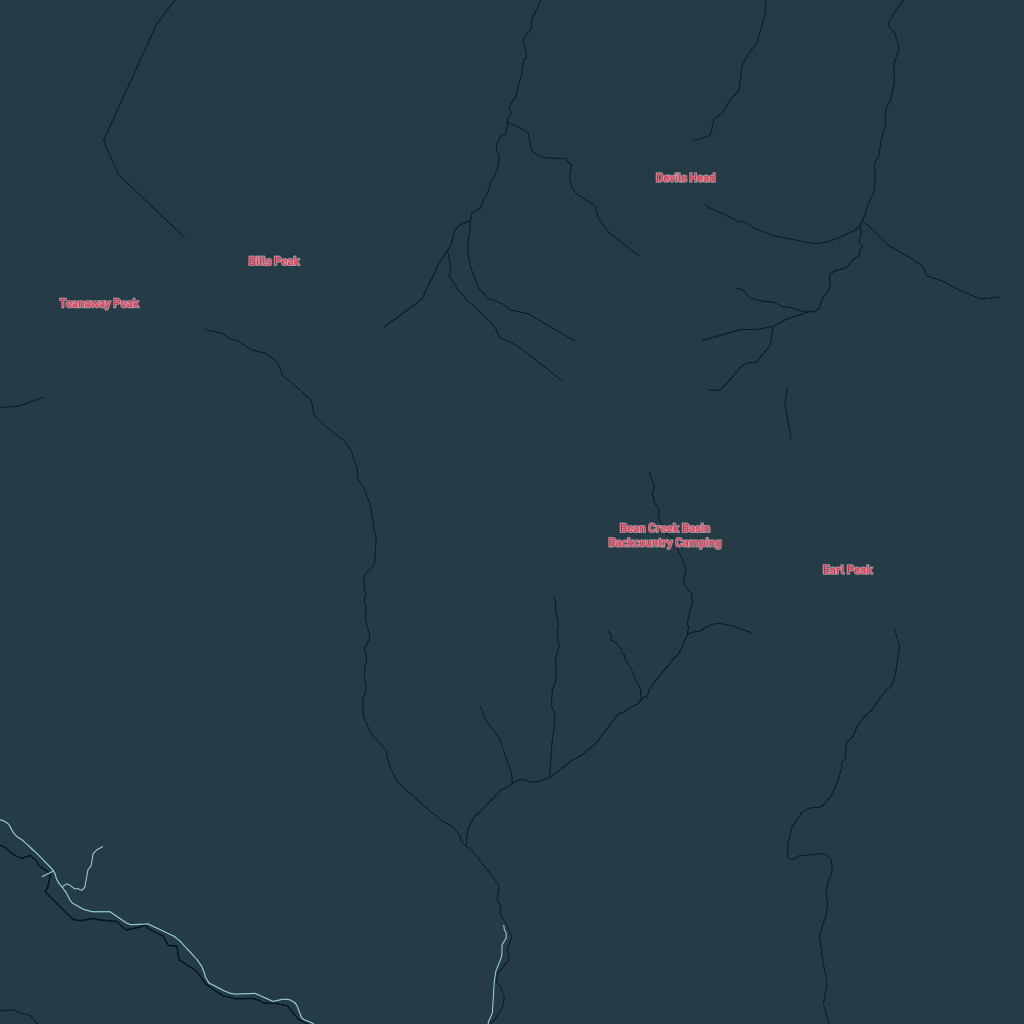 Devils Head
Bills Peak
Teanaway Peak
Bean Creek Basin
Backcountry Camping
Earl Peak